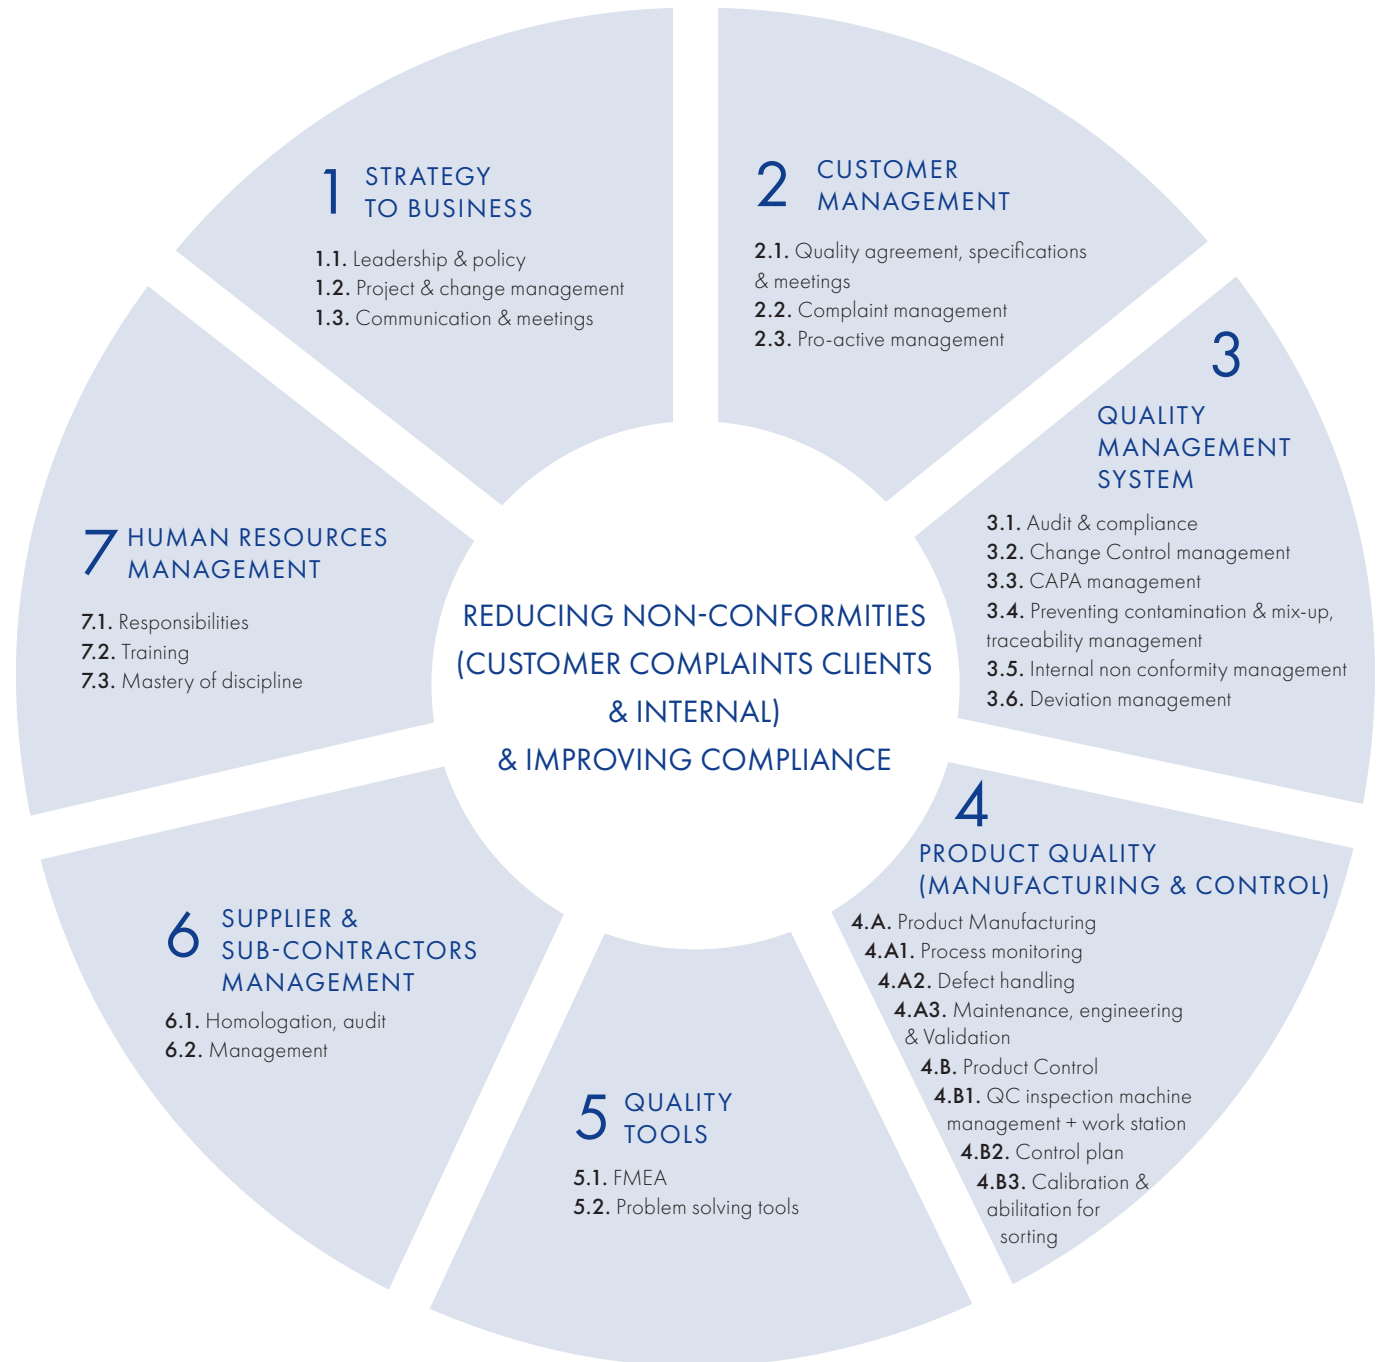 1 STRATEGY
TO BUSINESS
1.1. Leadership & policy
1.2. Project & change management
1.3. Communication & meetings
2 CUSTOMER
MANAGEMENT
2.1. Quality agreement, specifications
& meetings
2.2. Complaint management
2.3. Pro-active management
3
QUALITY
MANAGEMENT
SYSTEM
3.1. Audit & compliance
3.2. Change Control management
3.3. CAPA management
3.4. Preventing contamination & mix-up,
traceability management
3.5. Internal non conformity management
3.6. Deviation management
4
PRODUCT QUALITY
(MANUFACTURING & CONTROL)
4.A. Product Manufacturing
4.A1. Process monitoring
4.A2. Defect handling
4.A3. Maintenance, engineering
& Validation
4.B. Product Control
4.B1. QC inspection machine
management + work station
4.B2. Control plan
4.B3. Calibration &
abilitation for
sorting
5 QUALITY
TOOLS
5.1. FMEA
5.2. Problem solving tools
6 SUPPLIER &
SUB-CONTRACTORS
MANAGEMENT
6.1. Homologation, audit
6.2. Management
7 HUMAN RESOURCES
MANAGEMENT
7.1. Responsibilities
7.2. Training
7.3. Mastery of discipline
REDUCING NON-CONFORMITIES
(CUSTOMER COMPLAINTS CLIENTS
& INTERNAL)
& IMPROVING COMPLIANCE